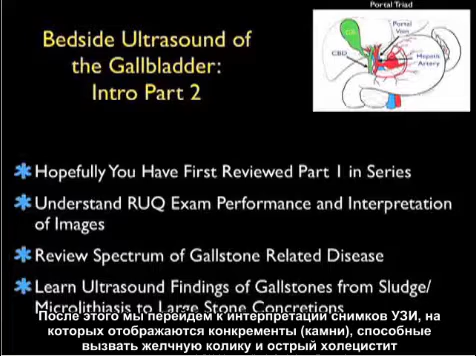 Portal Triad
Bedside Ultrasound of
the Gallbladder:
Intro Part 2
GB
Portal
Vein
CBD
Hepatic
Artery
Hopefully You Have First Reviewed Part 1 in Series
Understand RUQ Exam Performance and Interpretation
of Images
Review Spectrum of Gallstone Related Disease
Learn Ultrasound Findings of Gallstones from Sludge/
Microlithiasis to Large Stone Concretions
После этого мы перейдем к интерпретации снимков УЗИ, на
которых отображаются конкременты (камни), способные
вызвать желчную колику и острый холецистит